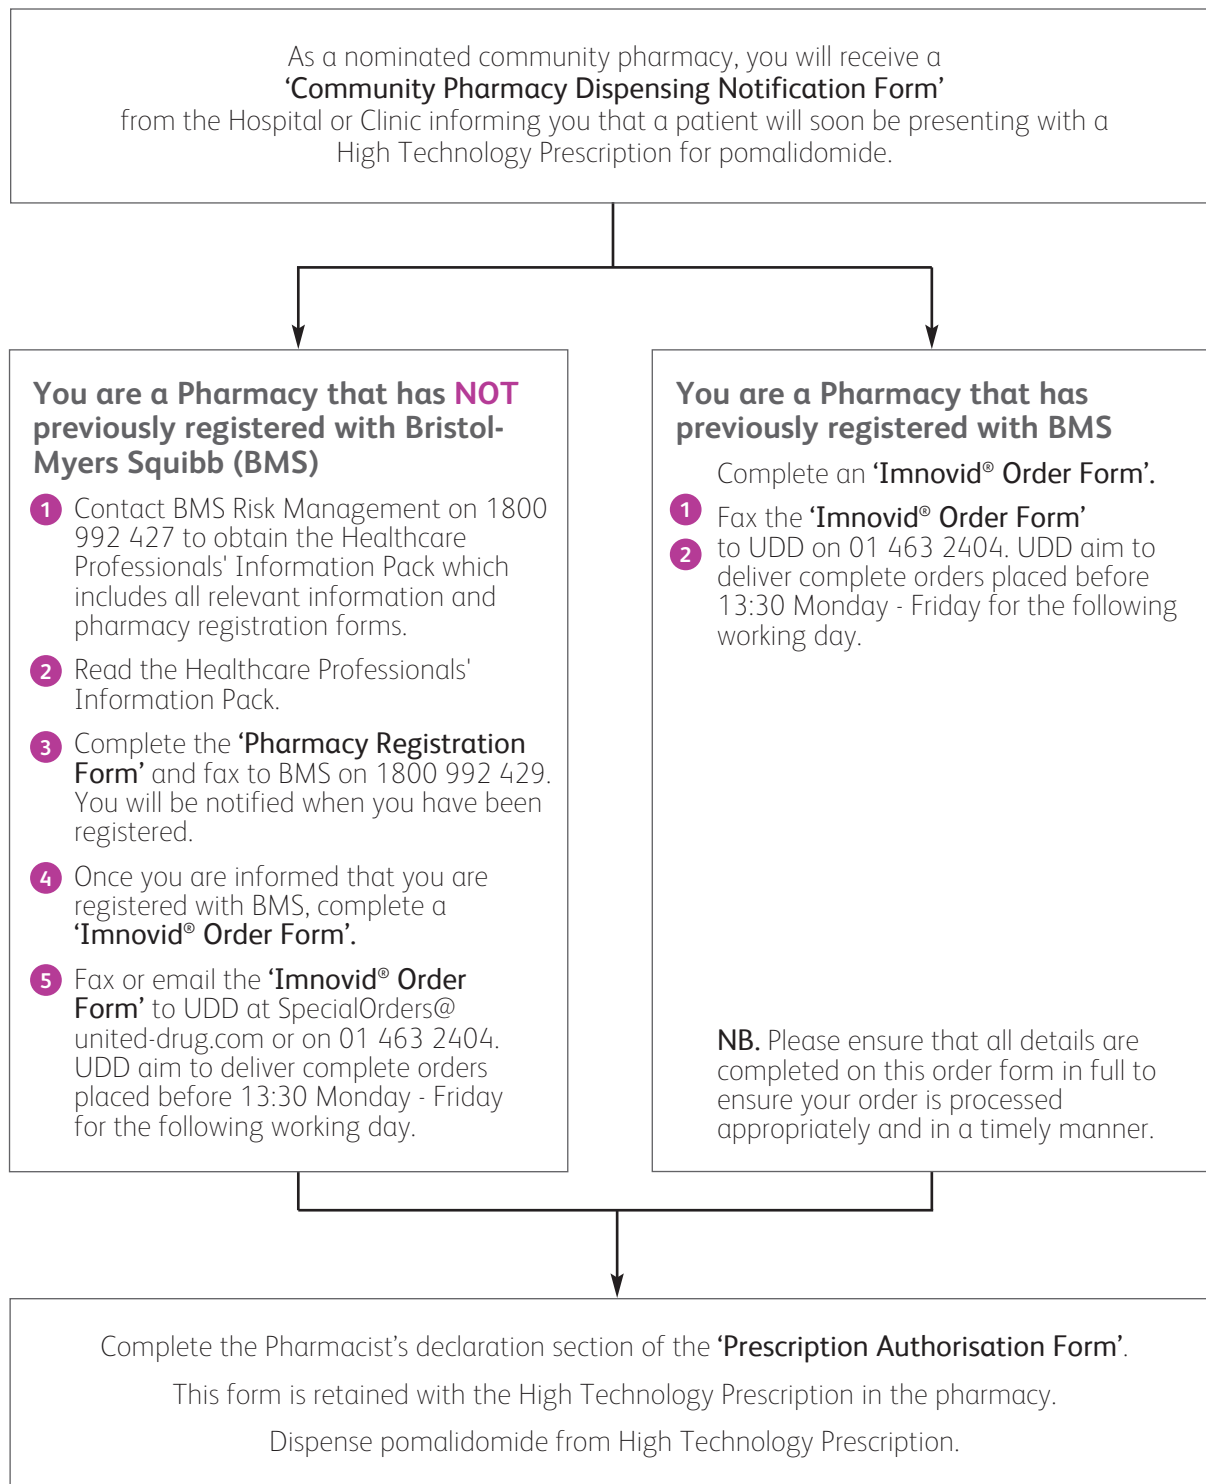 As a nominated community pharmacy, you will receive a
‘Community Pharmacy Dispensing Notification Form’
from the Hospital or Clinic informing you that a patient will soon be presenting with a
High Technology Prescription for pomalidomide.
You are a Pharmacy that has NOT
previously registered with Bristol-
Myers Squibb (BMS)
1 Contact BMS Risk Management on 1800
992 427 to obtain the Healthcare
Professionals' Information Pack which
includes all relevant information and
pharmacy registration forms.
2 Read the Healthcare Professionals'
Information Pack.
3 Complete the ‘Pharmacy Registration
Form’ and fax to BMS on 1800 992 429.
You will be notified when you have been
registered.
4 Once you are informed that you are
registered with BMS, complete a
‘Imnovid® Order Form’.
5 Fax or email the ‘Imnovid® Order
Form’ to UDD at SpecialOrders@
united-drug.com or on 01 463 2404.
UDD aim to deliver complete orders
placed before 13:30 Monday - Friday
for the following working day.
You are a Pharmacy that has
previously registered with BMS
Complete an ‘Imnovid® Order Form’.
1 Fax the ‘Imnovid® Order Form’
2 to UDD on 01 463 2404. UDD aim to
deliver complete orders placed before
13:30 Monday - Friday for the following
working day.
NB. Please ensure that all details are
completed on this order form in full to
ensure your order is processed
appropriately and in a timely manner.
Complete the Pharmacist’s declaration section of the ‘Prescription Authorisation Form’.
This form is retained with the High Technology Prescription in the pharmacy.
Dispense pomalidomide from High Technology Prescription.